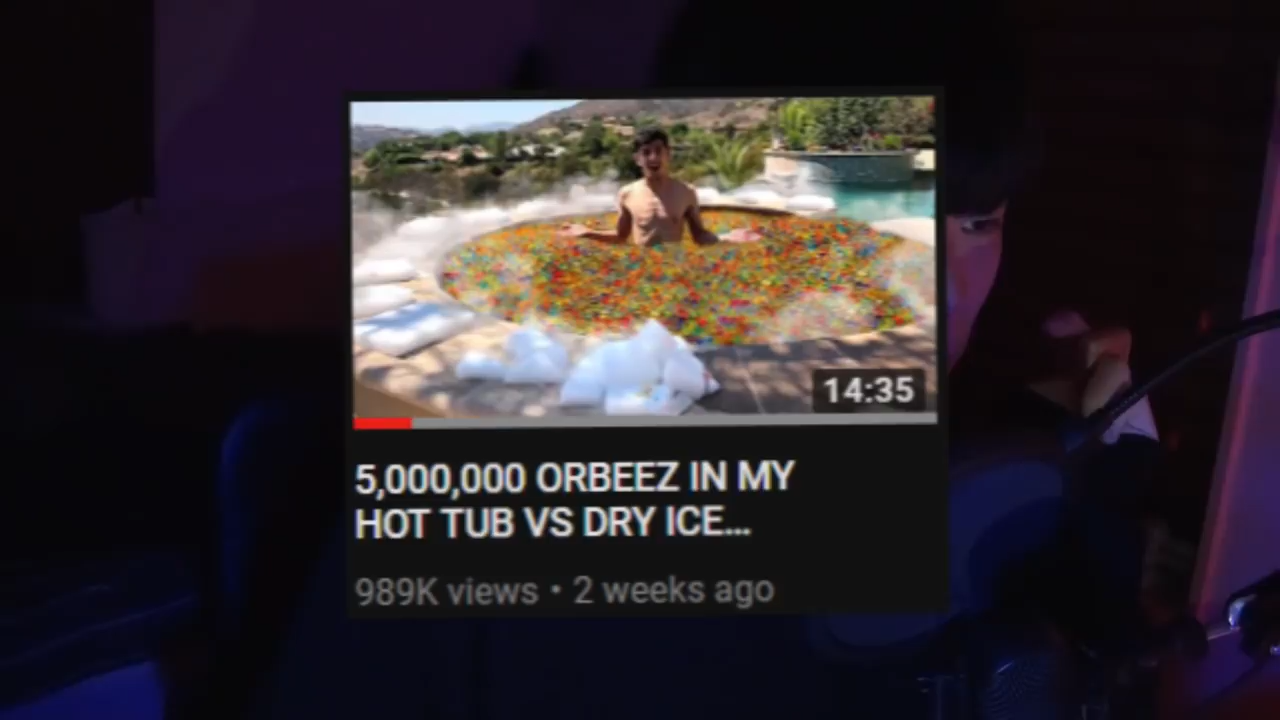 14:35
5,000,000 ORBEEZ IN MY
HOT TUB VS DRY ICE...
989K views • 2 weeks ago